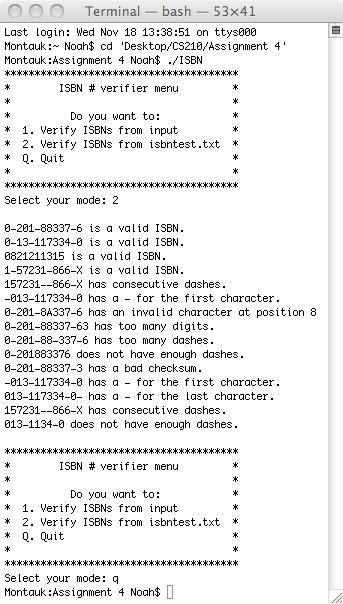 Terminal — bash — 53×41
Last login: Wed Nov 18 13:38:51 on ttys000
Montauk:~ Noah$ cd 'Desktop/CS210/Assignment 4'
Montauk:Assignment 4 Noah$ ./ISBN
***************************************
*        ISBN # verifier menu         *
*                                     *
*          Do you want to:            *
*  1. Verify ISBNs from input         *
*  2. Verify ISBNs from isbntest.txt  *
*  Q. Quit                            *
*                                     *
***************************************
Select your mode: 2
0-201-88337-6 is a valid ISBN.
0-13-117334-0 is a valid ISBN.
0821211315 is a valid ISBN.
1-57231-866-X is a valid ISBN.
157231--866-X has consecutive dashes.
-013-117334-0 has a - for the first character.
0-201-8A337-6 has an invalid character at position 8
0-201-88337-63 has too many digits.
0-201-88-337-6 has too many dashes.
0-201883376 does not have enough dashes.
0-201-88337-3 has a bad checksum.
-013-117334-0 has a - for the first character.
013-117334-0- has a - for the last character.
157231--866-X has consecutive dashes.
013-1134-0 does not have enough dashes.
***************************************
*        ISBN # verifier menu         *
*                                     *
*          Do you want to:            *
*  1. Verify ISBNs from input         *
*  2. Verify ISBNs from isbntest.txt  *
*  Q. Quit                            *
*                                     *
***************************************
Select your mode: q
Montauk:Assignment 4 Noah$